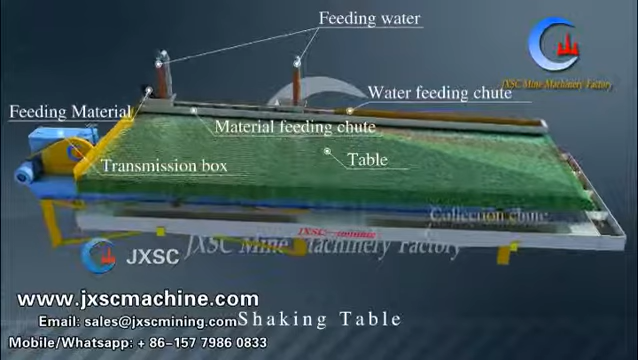 Feeding water
JXSC Mine Machinery Factory
Water feeding chute
Feeding Material
Material feeding chute
Table
Transmission box
Collection chute
JXSC
JXSC Mine Machinery Factory
JXSC
www.jxscmachine.com
Email: sales@jxscmining.com
Shaking Table
Mobile/Whatsapp: + 86-157 7986 0833